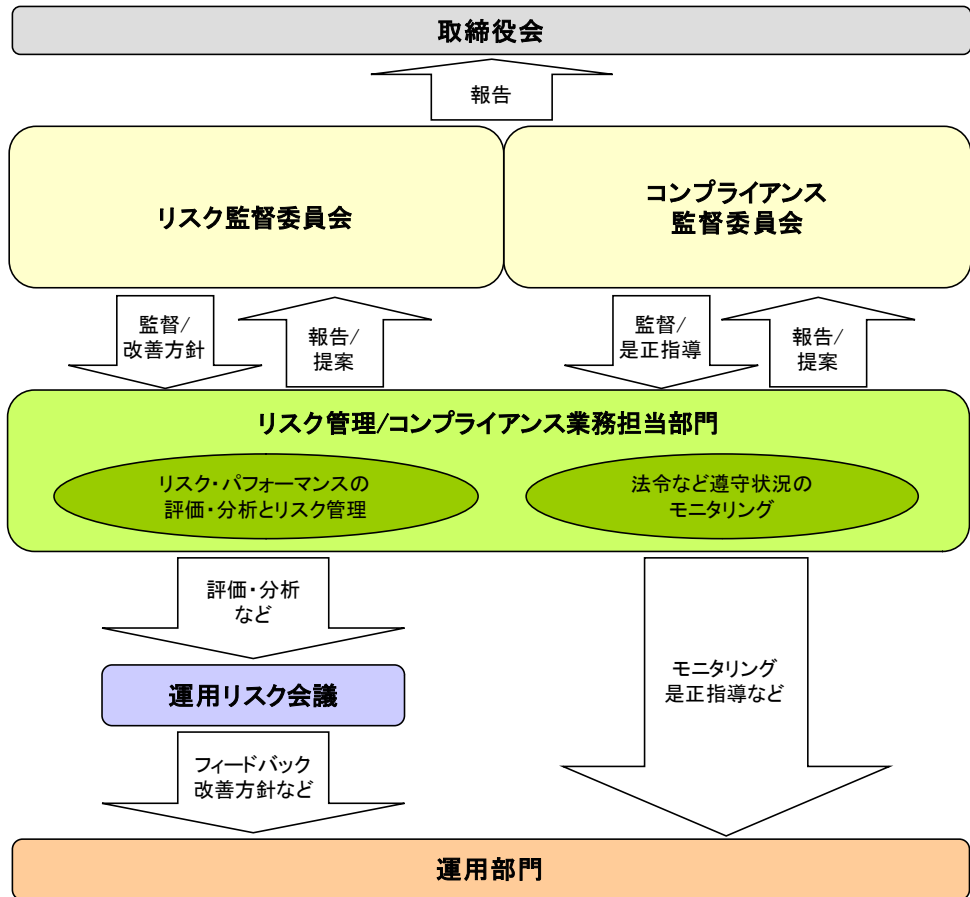 取締役会
報告
リスク監督委員会
コンプライアンス
監督委員会
監督/
改善方針
報告/
提案
監督/
是正指導
報告/
提案
リスク管理/コンプライアンス業務担当部門
リスク・パフォーマンスの
評価・分析とリスク管理
法令など遵守状況の
モニタリング
評価・分析
など
運用リスク会議
フィードバック
改善方針など
モニタリング
是正指導など
運用部門